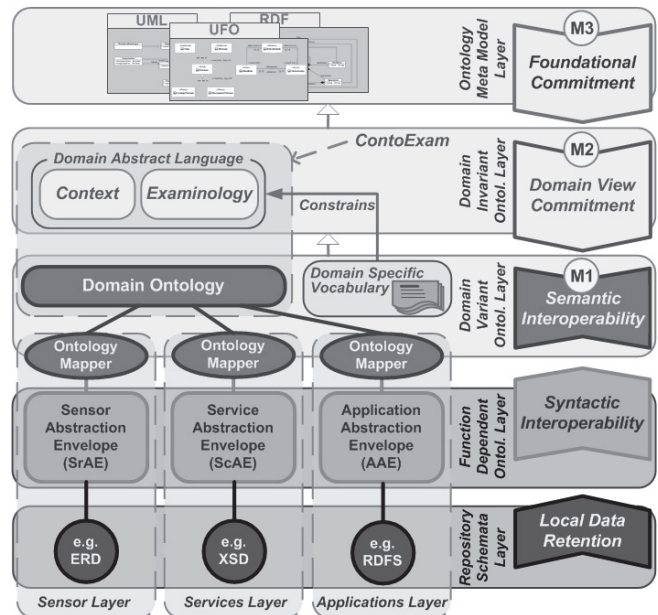 UML
RDF
UFO
Ontology
Meta Model
Layer
M3
Foundational
Commitment
ContoExam
Domain Abstract Language
Context
Examinology
Constrains
Domain
Invariant
Ontol. Layer
M2
Domain View
Commitment
Domain Ontology
Domain Specific
Vocabulary
Domain
Variant
Ontol. Layer
M1
Semantic
Interoperability
Ontology
Mapper
Ontology
Mapper
Ontology
Mapper
Sensor
Abstraction
Envelope
(SrAE)
Service
Abstraction
Envelope
(ScAE)
Application
Abstraction
Envelope
(AAE)
Function
Dependent
Ontol. Layer
Syntactic
Interoperability
e.g.
ERD
e.g.
XSD
e.g.
RDFS
Repository
Schemata
Layer
Local Data
Retention
Sensor Layer
Services Layer
Applications Layer